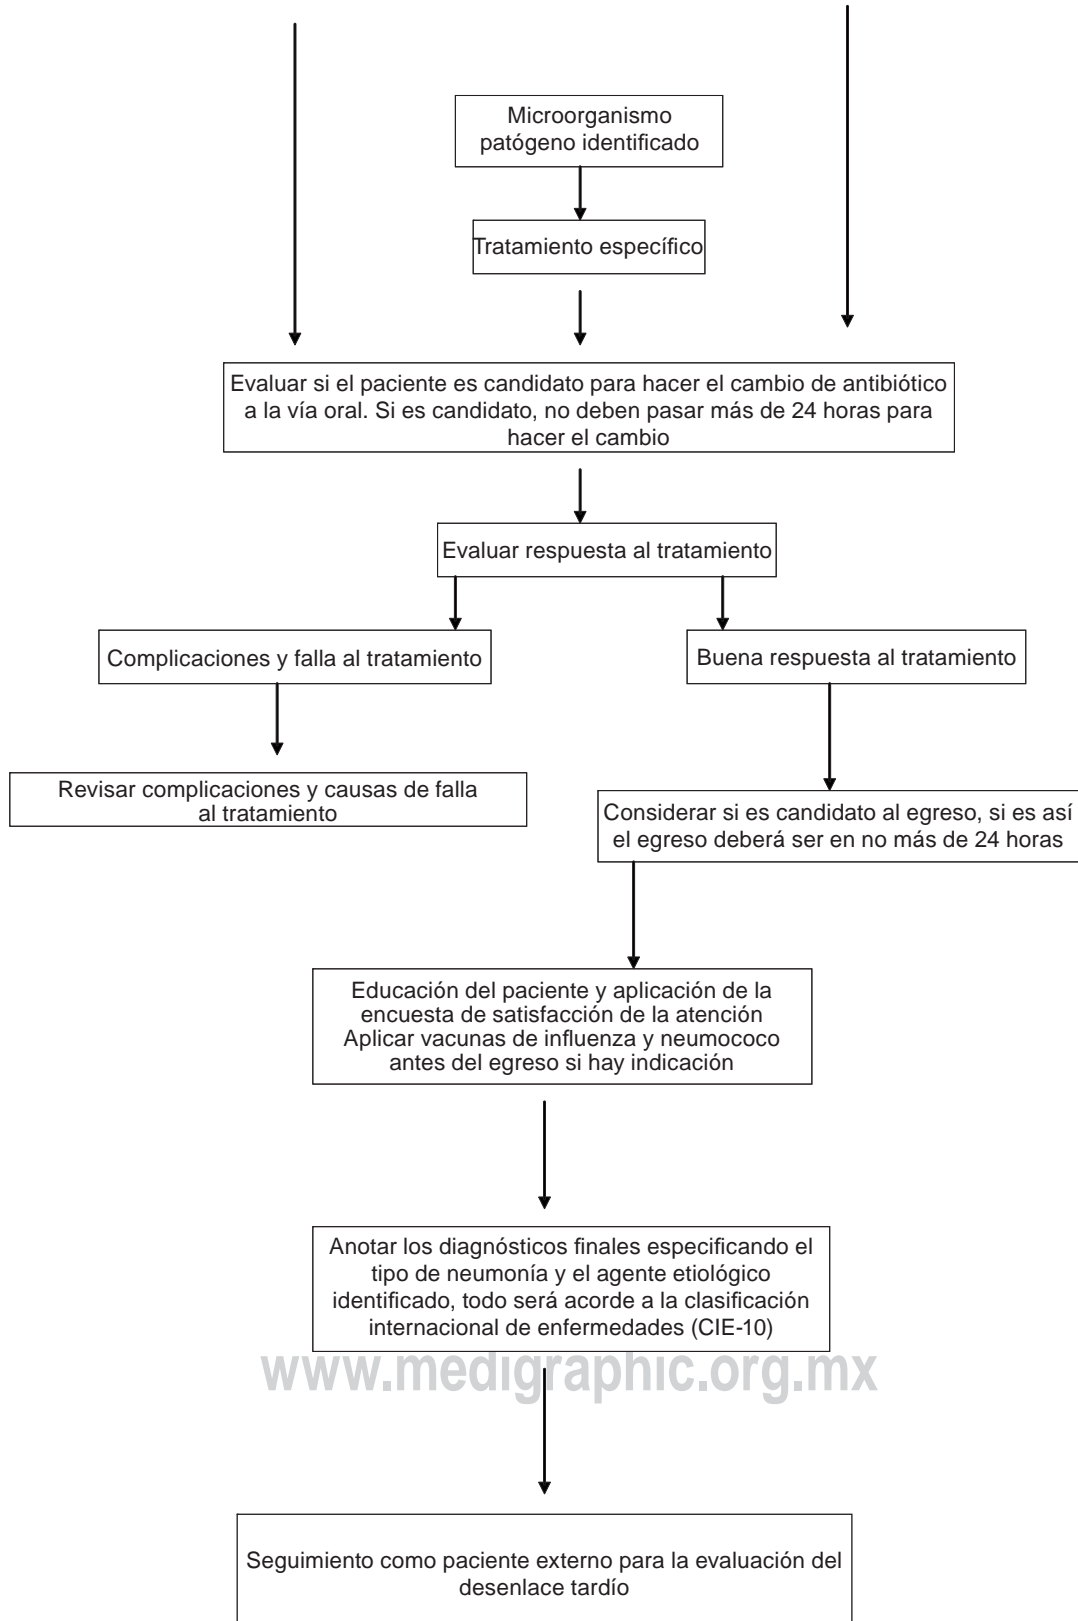 Microorganismo
patógeno identificado
Tratamiento específico
Evaluar si el paciente es candidato para hacer el cambio de antibiótico
a la vía oral. Si es candidato, no deben pasar más de 24 horas para
hacer el cambio
Evaluar respuesta al tratamiento
Complicaciones y falla al tratamiento
Buena respuesta al tratamiento
Revisar complicaciones y causas de falla
al tratamiento
Considerar si es candidato al egreso, si es así
el egreso deberá ser en no más de 24 horas
Educación del paciente y aplicación de la
encuesta de satisfacción de la atención
Aplicar vacunas de influenza y neumococo
antes del egreso si hay indicación
Anotar los diagnósticos finales especificando el
tipo de neumonía y el agente etiológico
identificado, todo será acorde a la clasificación
internacional de enfermedades (CIE-10)
www.medigraphic.org.mx
Seguimiento como paciente externo para la evaluación del
desenlace tardío